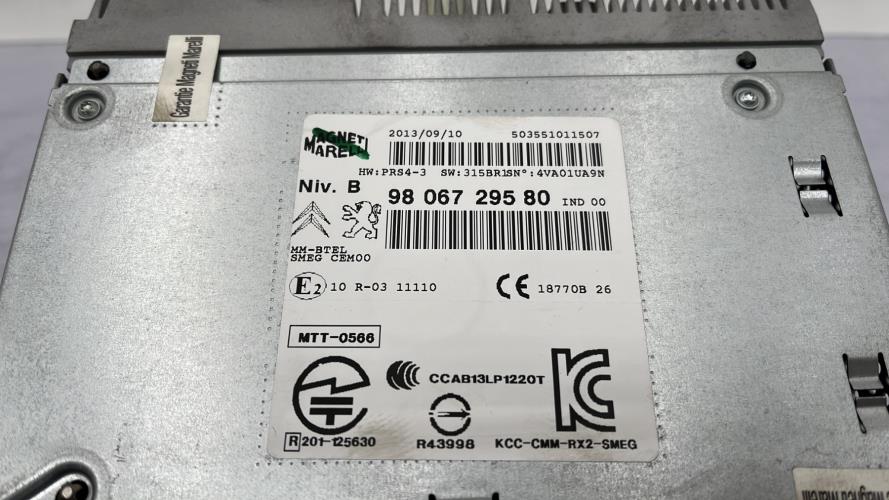 Garantie Magneti Marelli
MAGNETI
MARELLI
2013/09/10 503551011507
HW:PRS4-3 SW:315BR1SN°:4VA01UA9N
Niv. B
98 067 295 80 IND 00
MM-BTEL
SMEG CEM00
E2 10 R-03 11110
CE 18770B 26
MTT-0566
CCAB13LP1220T
R 201-125630
R43998
KCC-CMM-RX2-SMEG
Magneti Marelli